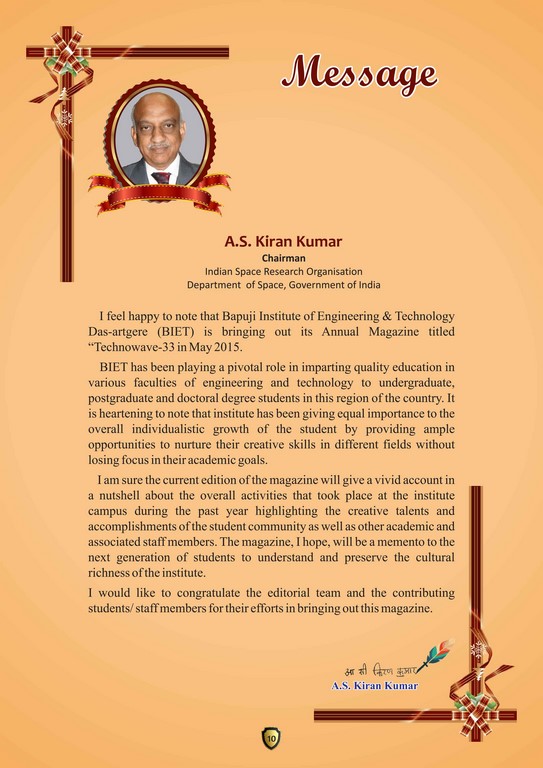 Message
A.S. Kiran Kumar
Chairman
Indian Space Research Organisation
Department of Space, Government of India
I feel happy to note that Bapuji Institute of Engineering & Technology
Das-artgere (BIET) is bringing out its Annual Magazine titled
“Technowave-33 in May 2015.
BIET has been playing a pivotal role in imparting quality education in
various faculties of engineering and technology to undergraduate,
postgraduate and doctoral degree students in this region of the country. It
is heartening to note that institute has been giving equal importance to the
overall individualistic growth of the student by providing ample
opportunities to nurture their creative skills in different fields without
losing focus in their academic goals.
I am sure the current edition of the magazine will give a vivid account in
a nutshell about the overall activities that took place at the institute
campus during the past year highlighting the creative talents and
accomplishments of the student community as well as other academic and
associated staff members. The magazine, I hope, will be a memento to the
next generation of students to understand and preserve the cultural
richness of the institute.
I would like to congratulate the editorial team and the contributing
students/ staff members for their efforts in bringing out this magazine.
आ सी किरण कुमार
A.S. Kiran Kumar
10